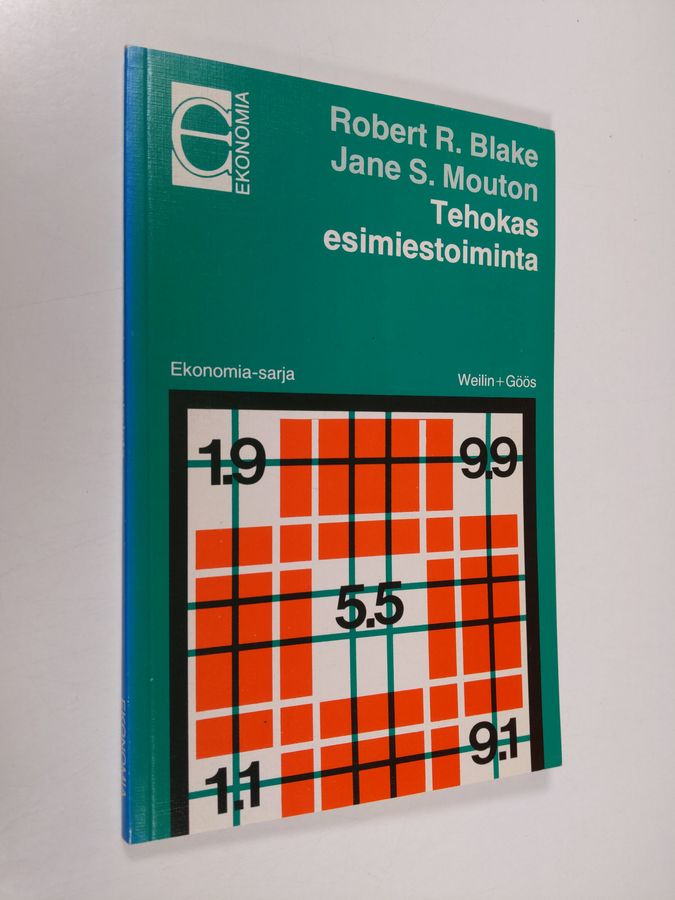 e
EKONOMIA
Robert R. Blake
Jane S. Mouton
Tehokas
esimiestoiminta
Ekonomia-sarja
Weilin+Göös
1.9
9.9
5.5
1.1
9.1
EKONOMIA